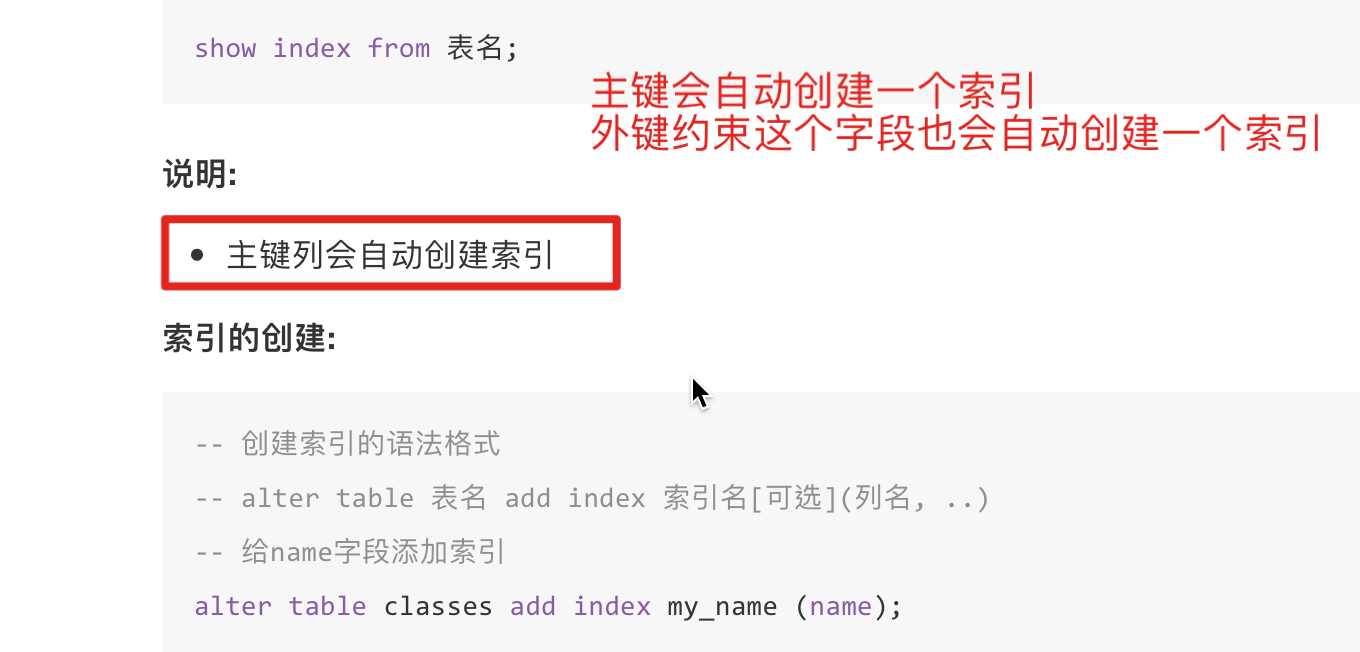 show index from 表名;
主键会自动创建一个索引
外键约束这个字段也会自动创建一个索引
说明:
• 主键列会自动创建索引
索引的创建:
-- 创建索引的语法格式
-- alter table 表名 add index 索引名[可选](列名, ..)
-- 给name字段添加索引
alter table classes add index my_name (name);